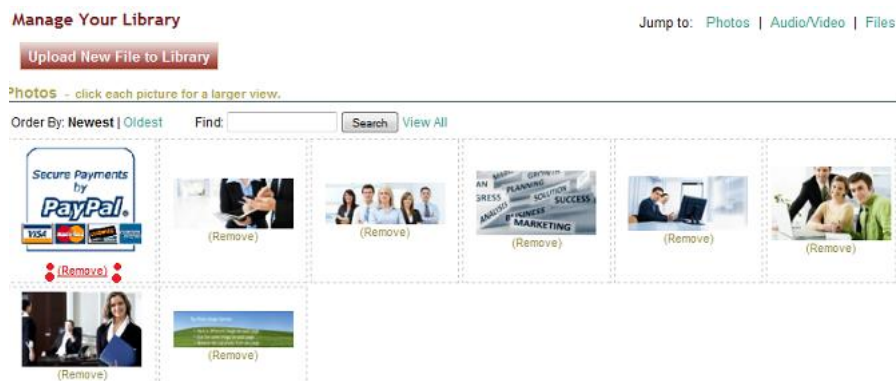 Manage Your Library
Jump to: Photos | Audio/Video | Files
Upload New File to Library
Photos - click each picture for a larger view.
Order By: Newest | Oldest Find: Search View All
Secure Payments
by
PayPal
VISA
(Remove)
(Remove)
(Remove)
GROWTH
PLANNING
SOLUTION
SUCCESS
ANALYSIS
BUSINESS
MARKETING
(Remove)
(Remove)
(Remove)
(Remove)
(Remove)